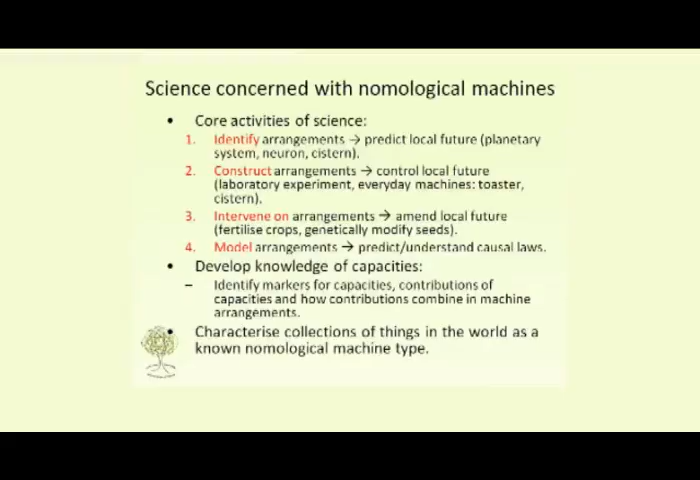 Science concerned with nomological machines
• Core activities of science:
1. Identify arrangements → predict local future (planetary
system, neuron, cistern).
2. Construct arrangements → control local future
(laboratory experiment, everyday machines: toaster,
cistern).
3. Intervene on arrangements → amend local future
(fertilise crops, genetically modify seeds).
4. Model arrangements → predict/understand causal laws.
• Develop knowledge of capacities:
– Identify markers for capacities, contributions of
capacities and how contributions combine in machine
arrangements.
• Characterise collections of things in the world as a
known nomological machine type.